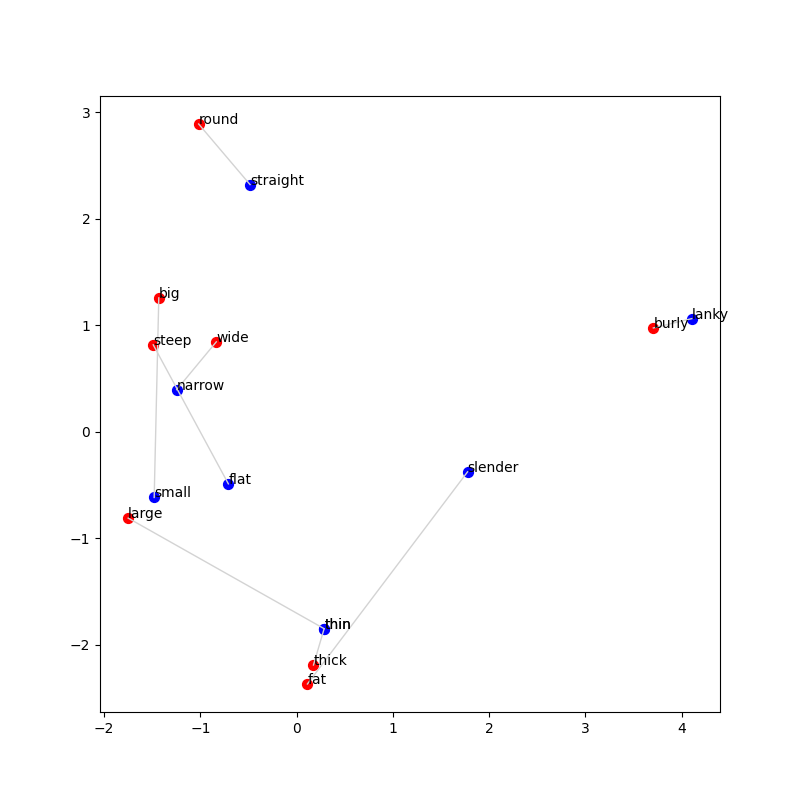 3
round
straight
2
big
1
steep
wide
burly
lanky
narrow
0
flat
slender
small
large
−1
thin
−2
thick
fat
−2
−1
0
1
2
3
4